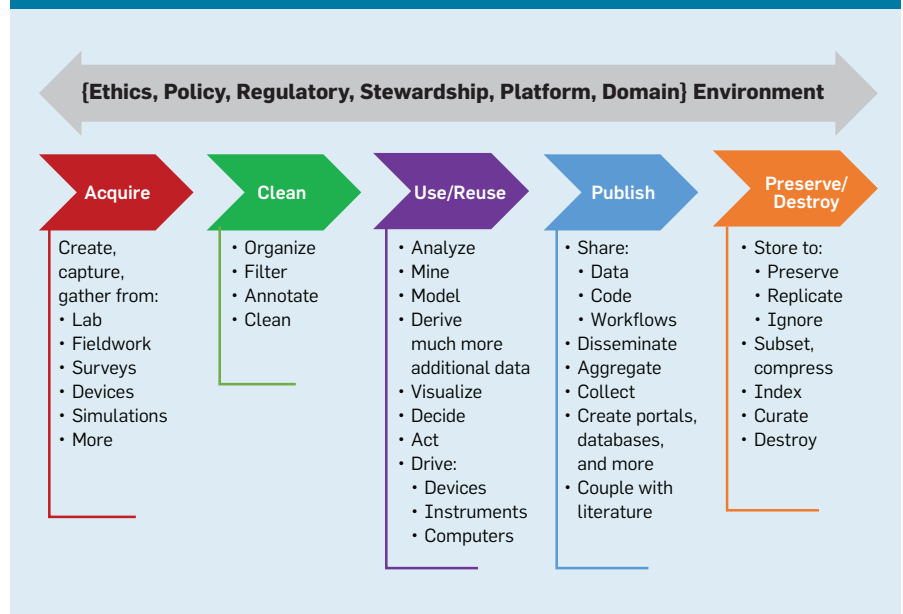 {Ethics, Policy, Regulatory, Stewardship, Platform, Domain} Environment
Acquire
Create,
capture,
gather from:
• Lab
• Fieldwork
• Surveys
• Devices
• Simulations
• More
Clean
• Organize
• Filter
• Annotate
• Clean
Use/Reuse
• Analyze
• Mine
• Model
• Derive
much more
additional data
• Visualize
• Decide
• Act
• Drive:
• Devices
• Instruments
• Computers
Publish
• Share:
• Data
• Code
• Workflows
• Disseminate
• Aggregate
• Collect
• Create portals,
databases,
and more
• Couple with
literature
Preserve/
Destroy
• Store to:
• Preserve
• Replicate
• Ignore
• Subset,
compress
• Index
• Curate
• Destroy